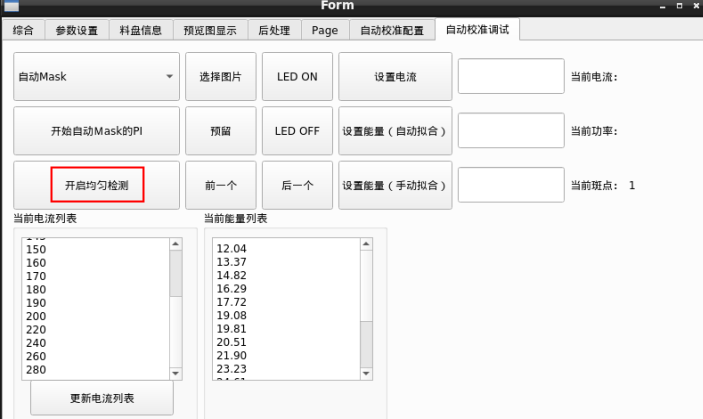 Form
综合 参数设置 料盘信息 预览图显示 后处理 Page 自动校准配置 自动校准调试
自动Mask 选择图片 LED ON 设置电流 当前电流:
开始自动Mask的PI 预留 LED OFF 设置能量（自动拟合） 当前功率:
开启均匀检测 前一个 后一个 设置能量（手动拟合） 当前斑点: 1
当前电流列表 当前能量列表
150 12.04
160 13.37
170 14.82
180 16.29
190 17.72
200 19.08
220 19.81
240 20.51
260 21.90
280 23.23
更新电流列表